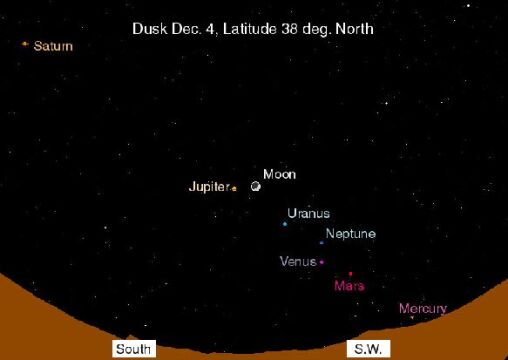 Dusk Dec. 4, Latitude 38 deg. North
Saturn
Moon
Jupiter
Uranus
Neptune
Venus
Mars
Mercury
South
S.W.